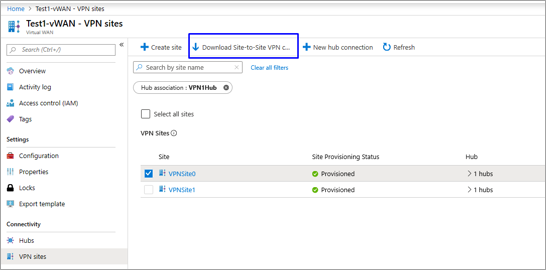 Home > Test1-vWAN - VPN sites
Test1-vWAN - VPN sites
Virtual WAN
Search (Ctrl+/)
Overview
Activity log
Access control (IAM)
Tags
Settings
Configuration
Properties
Locks
Export template
Connectivity
Hubs
VPN sites
Create site
Download Site-to-Site VPN c...
New hub connection
Refresh
Search by site name
Clear all filters
Hub association : VPN1Hub
Select all sites
VPN Sites
Site Site Provisioning Status Hub
VPNSite0 Provisioned > 1 hubs
VPNSite1 Provisioned > 1 hubs